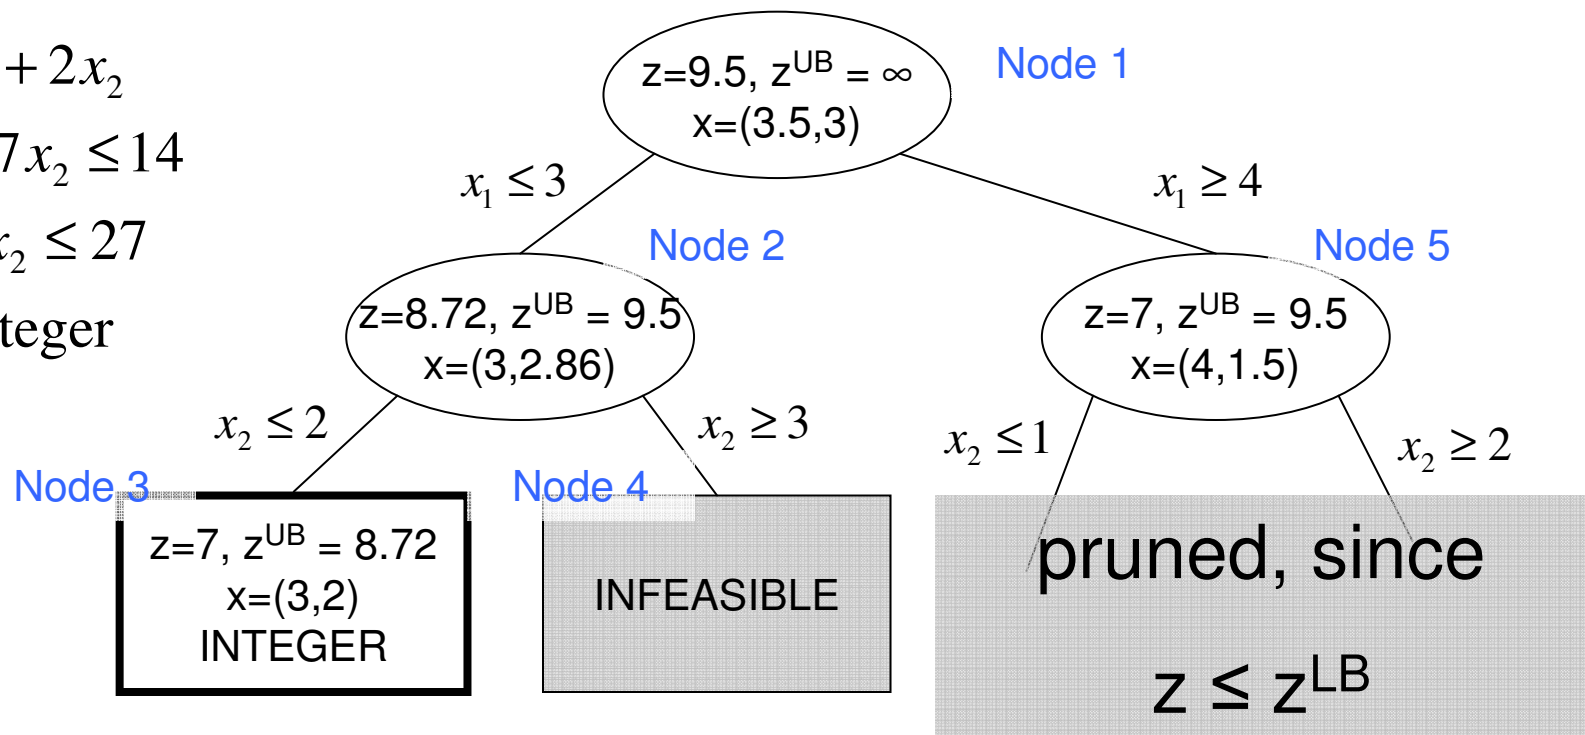 + 2x₂
7x₂ ≤ 14
x₂ ≤ 27
teger
Node 1
z=9.5, z^UB = ∞
x=(3.5,3)
x₁ ≤ 3
x₁ ≥ 4
Node 2
z=8.72, z^UB = 9.5
x=(3,2.86)
Node 5
z=7, z^UB = 9.5
x=(4,1.5)
x₂ ≤ 2
x₂ ≥ 3
x₂ ≤ 1
x₂ ≥ 2
Node 3
z=7, z^UB = 8.72
x=(3,2)
INTEGER
Node 4
INFEASIBLE
pruned, since
z ≤ z^LB